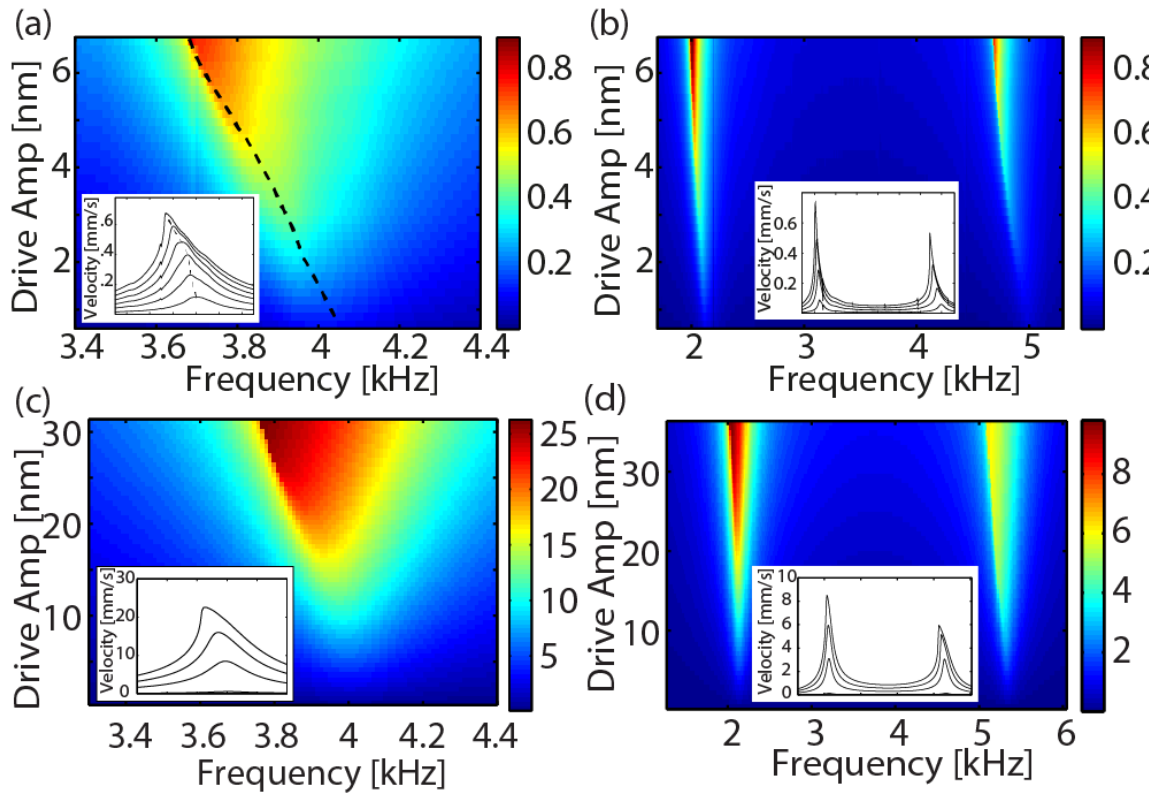 (a)
Drive Amp [nm]
6
4
2
3.4 3.6 3.8 4 4.2 4.4
Frequency [kHz]
0.8
0.6
0.4
0.2
Velocity [mm/s]
.6
.4
.2
(b)
Drive Amp [nm]
6
4
2
2 3 4 5
Frequency [kHz]
0.8
0.6
0.4
0.2
Velocity [mm/s]
0.6
0.4
0.2
(c)
Drive Amp [nm]
30
20
10
3.4 3.6 3.8 4 4.2 4.4
Frequency [kHz]
25
20
15
10
5
Velocity [mm/s]
30
20
10
0
(d)
Drive Amp [nm]
30
20
10
2 3 4 5 6
Frequency [kHz]
8
6
4
2
Velocity [mm/s]
10
8
6
4
2
0